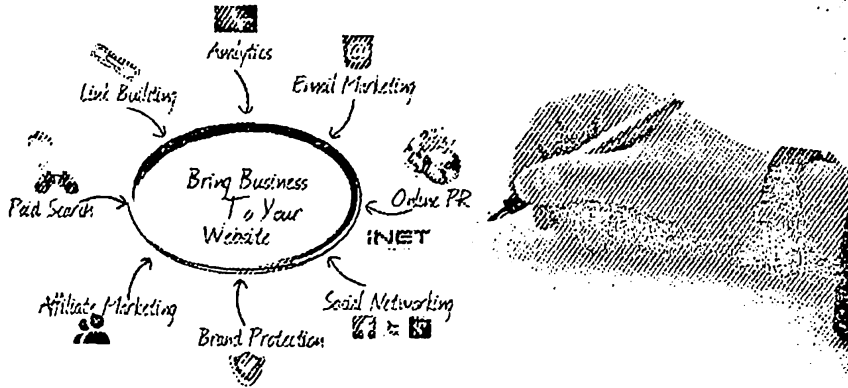 Analytics
Link Building
Email Marketing
Bring Business
To Your
Website
Paid Search
Online PR
iNET
Affiliate Marketing
Social Networking
Brand Protection